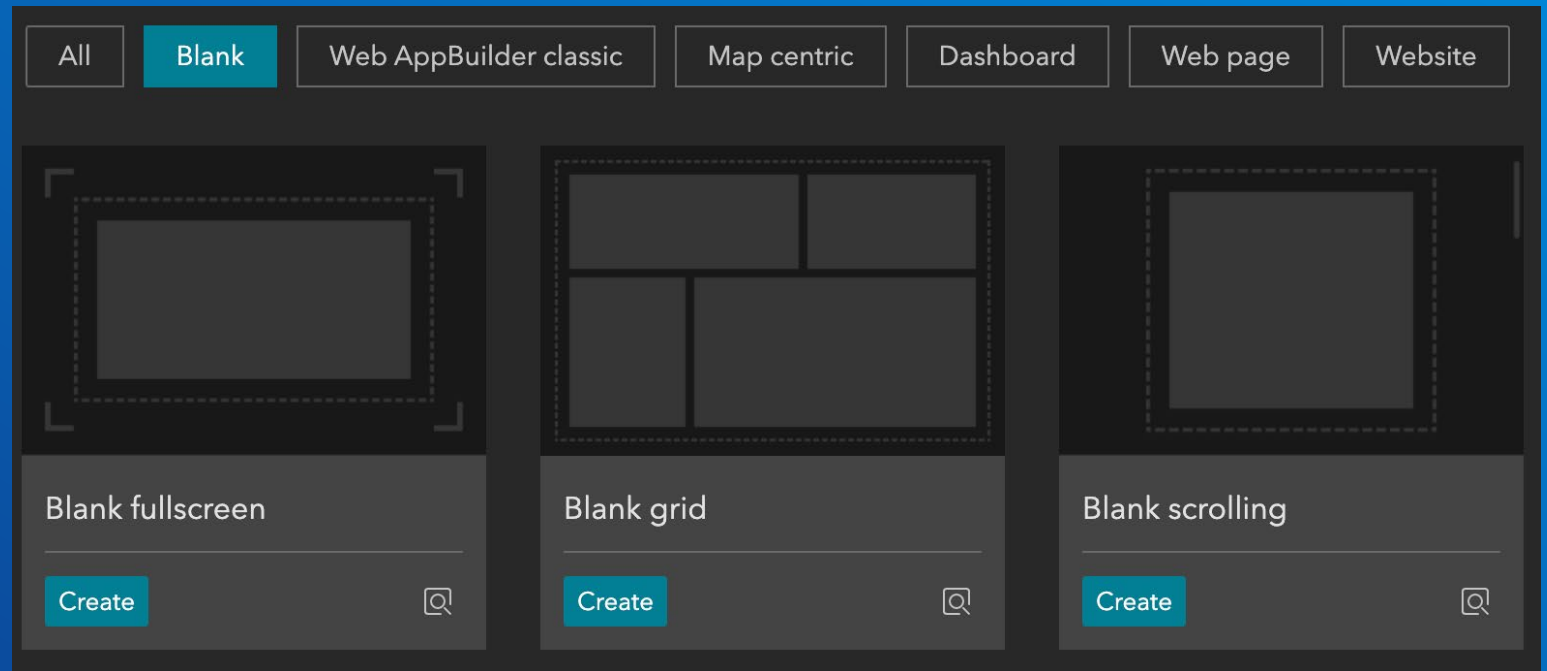 All
Blank
Web AppBuilder classic
Map centric
Dashboard
Web page
Website
Blank fullscreen
Create
Blank grid
Create
Blank scrolling
Create